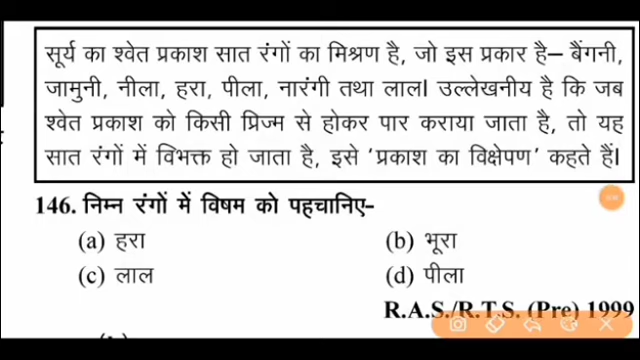 सूर्य का श्वेत प्रकाश सात रंगों का मिश्रण है, जो इस प्रकार है– बैंगनी,
जामुनी, नीला, हरा, पीला, नारंगी तथा लाल। उल्लेखनीय है कि जब
श्वेत प्रकाश को किसी प्रिज्म से होकर पार कराया जाता है, तो यह
सात रंगों में विभक्त हो जाता है, इसे 'प्रकाश का विक्षेपण' कहते हैं।
146. निम्न रंगों में विषम को पहचानिए-
(a) हरा (b) भूरा
(c) लाल (d) पीला
R.A.S./R.T.S. (Pre) 1999